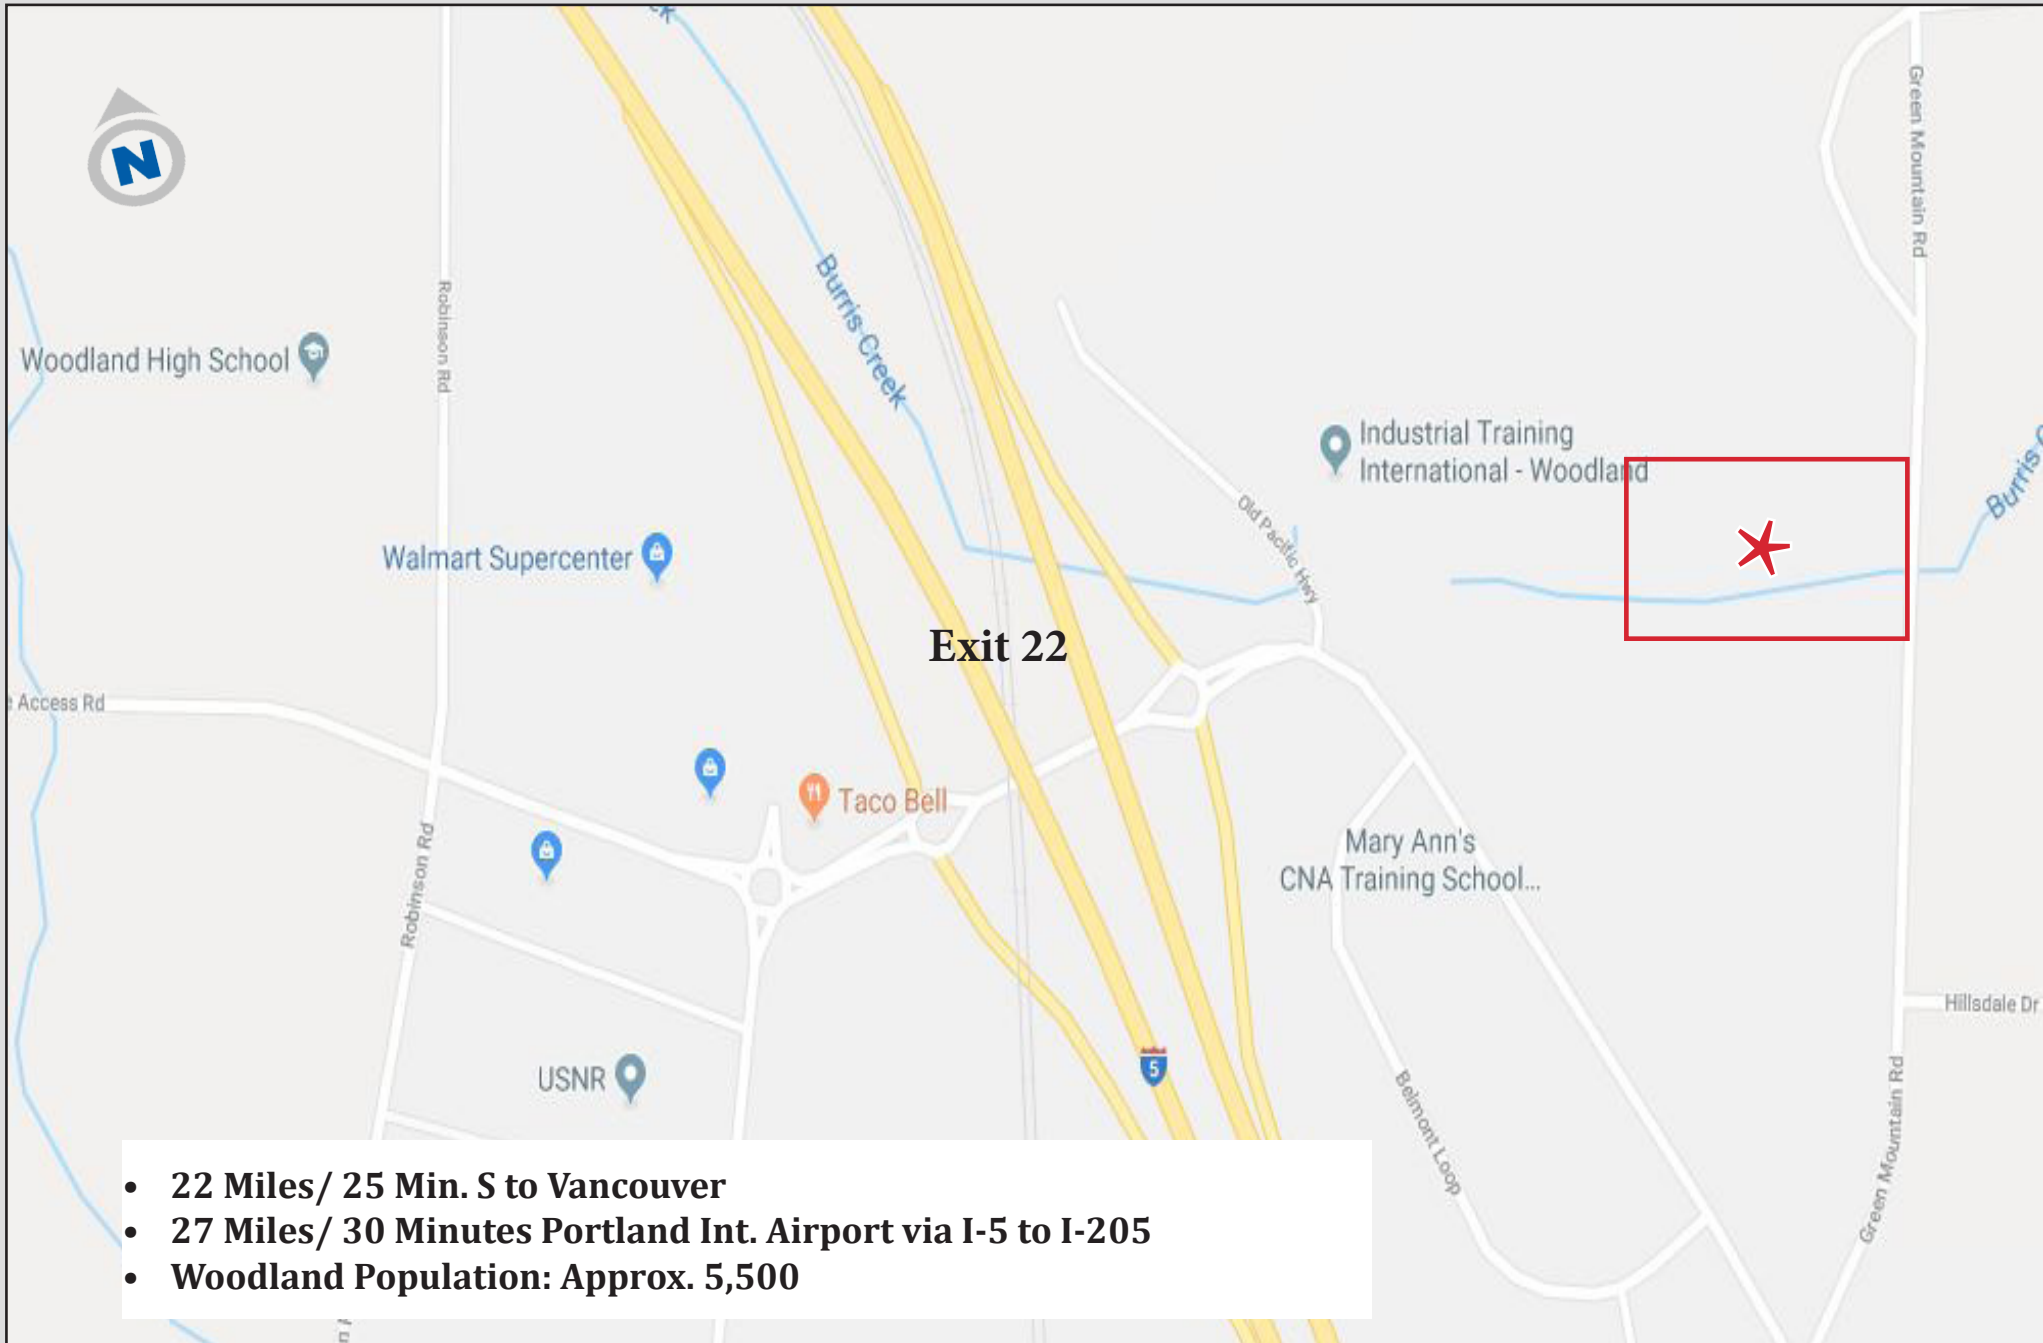 ek
Green Mountain Rd
N
Burris Creek
Robinson Rd
Woodland High School
Industrial Training
International - Woodland
Burris C
Old Pacific Hwy
Walmart Supercenter
Exit 22
Access Rd
Taco Bell
Mary Ann's
CNA Training School...
Robinson Rd
Hillsdale Dr
5
USNR
Belmont Loop
Green Mountain Rd
• 22 Miles/ 25 Min. S to Vancouver
• 27 Miles/ 30 Minutes Portland Int. Airport via I-5 to I-205
• Woodland Population: Approx. 5,500